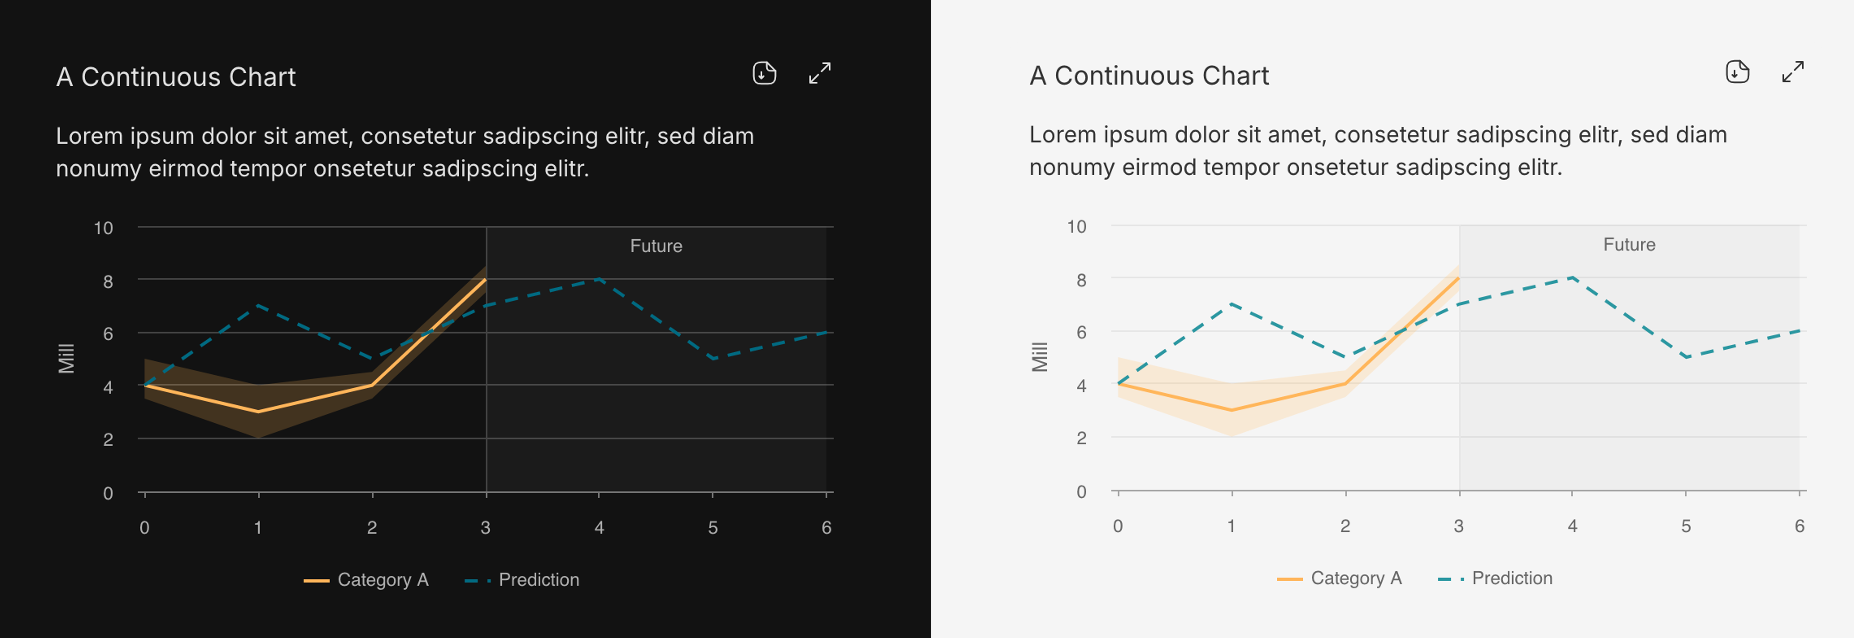 A Continuous Chart
Lorem ipsum dolor sit amet, consetetur sadipscing elitr, sed diam
nonumy eirmod tempor onsetetur sadipscing elitr.
Mill
10
8
6
4
2
0
Future
0 1 2 3 4 5 6
Category A Prediction
A Continuous Chart
Lorem ipsum dolor sit amet, consetetur sadipscing elitr, sed diam
nonumy eirmod tempor onsetetur sadipscing elitr.
Mill
10
8
6
4
2
0
Future
0 1 2 3 4 5 6
Category A Prediction